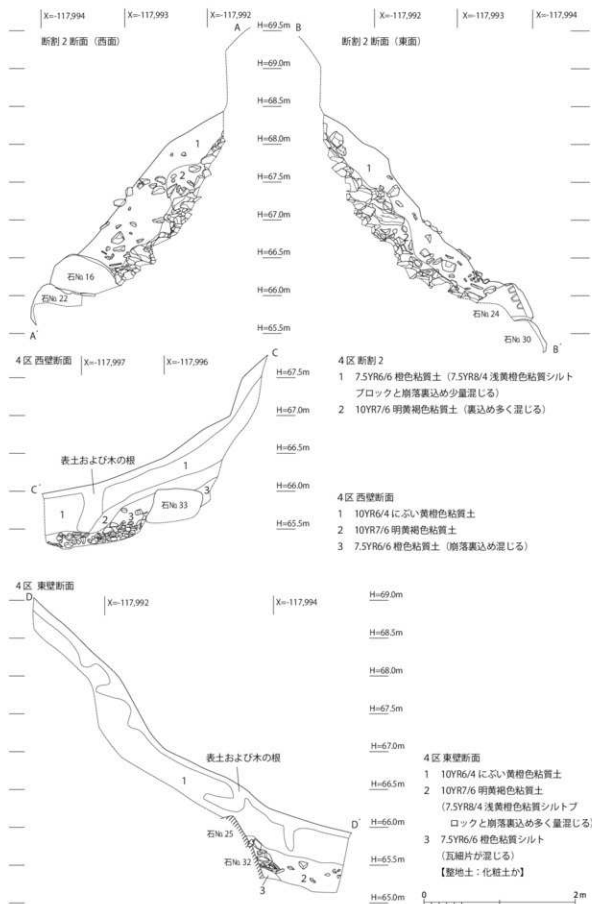 X=-117,994 X=-117,993 X=-117,992 A B X=-117,992 X=-117,993 X=-117,994
断割 2 断面（西面） H=69.5m 断割 2 断面（東面）
H=69.0m
H=68.5m
H=68.0m
1 1
2
H=67.5m
H=67.0m
H=66.5m
石№ 16
H=66.0m
石№ 22 石№ 24
H=65.5m
石№ 30
A´ B´
4 区 西壁断面 X=-117,997 X=-117,996 C
H=67.5m
H=67.0m
H=66.5m
表土および木の根
1
H=66.0m
C´
石№ 33
3
1 2 3
H=65.5m
4 区 断割 2
1 7.5YR6/6 橙色粘質土（7.5YR8/4 浅黄橙色粘質シルト
ブロックと崩落裏込め少量混じる）
2 10YR7/6 明黄褐色粘質土（裏込め多く混じる）
4区 西壁断面
1 10YR6/4 にぶい黄橙色粘質土
2 10YR7/6 明黄褐色粘質土
3 7.5YR6/6 橙色粘質土（崩落裏込め混じる）
4 区 東壁断面
D X=-117,992 X=-117,994
H=69.0m
H=68.5m
H=68.0m
H=67.5m
H=67.0m
表土および木の根
1
H=66.5m
H=66.0m
D´
石№ 25
H=65.5m
石№ 32
2
3
H=65.0m
4 区 東壁断面
1 10YR6/4 にぶい黄橙色粘質土
2 10YR7/6 明黄褐色粘質土
（7.5YR8/4 浅黄橙色粘質シルトブ
ロックと崩落裏込め多く量混じる）
3 7.5YR6/6 橙色粘質シルト
（瓦細片が混じる）
【整地土：化粧土か】
0 2 m